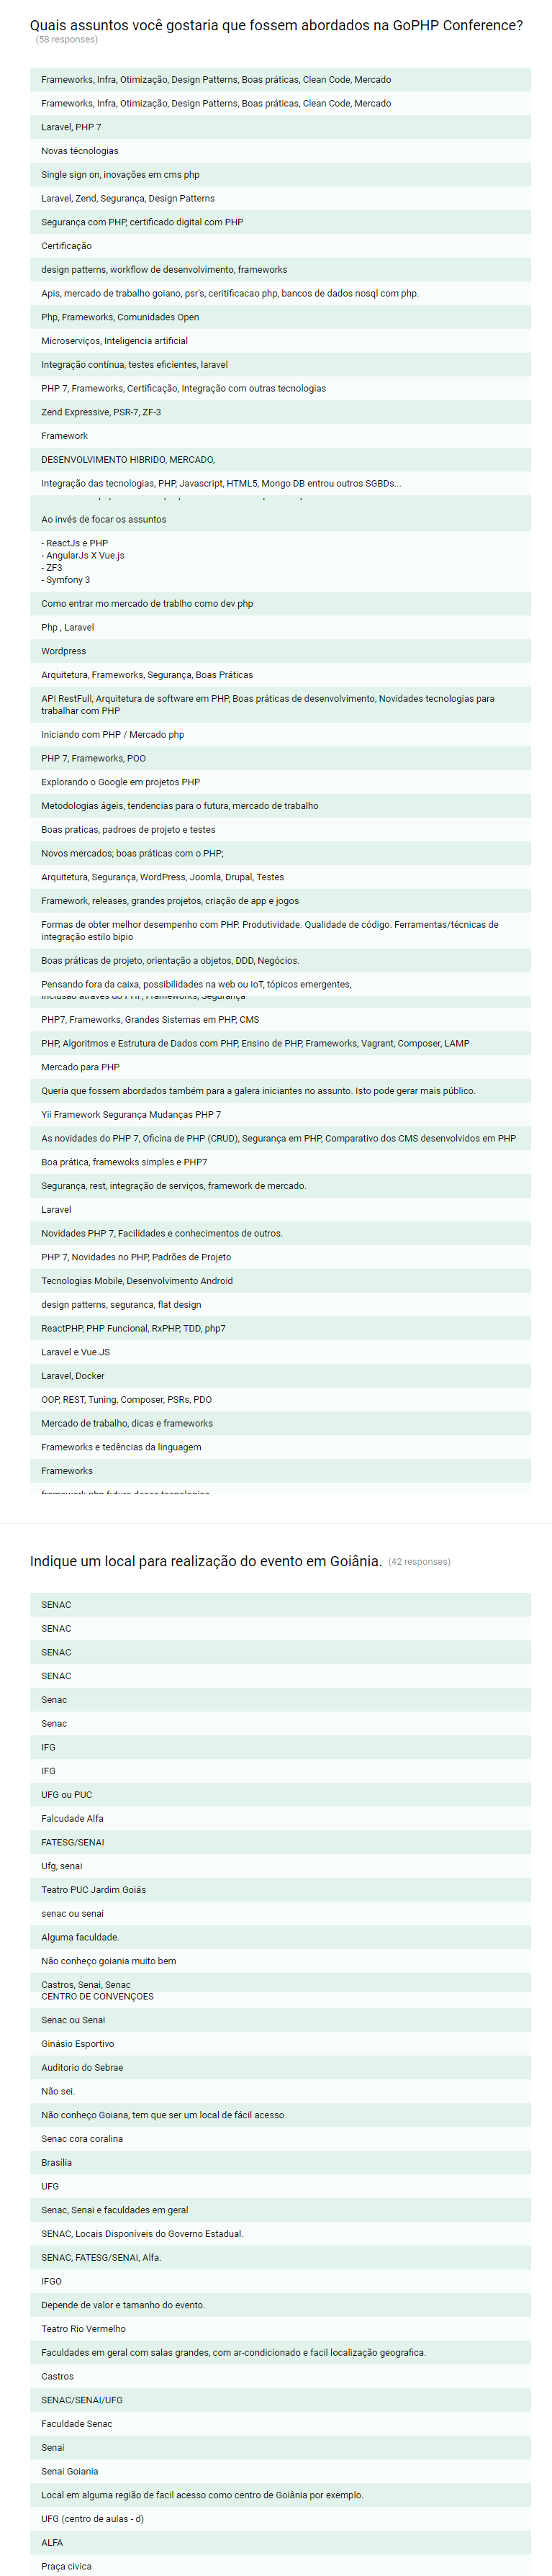 Quais assuntos você gostaria que fossem abordados na GoPHP Conference?
(58 responses)
Frameworks, Infra, Otimização, Design Patterns, Boas práticas, Clean Code, Mercado
Frameworks, Infra, Otimização, Design Patterns, Boas práticas, Clean Code, Mercado
Laravel, PHP 7
Novas técnologias
Single sign on, inovações em cms php
Laravel, Zend, Segurança, Design Patterns
Segurança com PHP, certificado digital com PHP
Certificação
design patterns, workflow de desenvolvimento, frameworks
Apis, mercado de trabalho goiano, psr's, ceritificacao php, bancos de dados nosql com php.
Php, Frameworks, Comunidades Open
Microserviços, Inteligencia artificial
Integração contínua, testes eficientes, laravel
PHP 7, Frameworks, Certificação, Integração com outras tecnologias
Zend Expressive, PSR-7, ZF-3
Framework
DESENVOLVIMENTO HIBRIDO, MERCADO,
Integração das tecnologias, PHP, Javascript, HTML5, Mongo DB entrou outros SGBDs...
Ao invés de focar os assuntos
- ReactJs e PHP
- AngularJs X Vue.js
- ZF3
- Symfony 3
Como entrar mo mercado de trablho como dev php
Php , Laravel
Wordpress
Arquitetura, Frameworks, Segurança, Boas Práticas
API RestFull, Arquitetura de software em PHP, Boas práticas de desenvolvimento, Novidades tecnologias para
trabalhar com PHP
Iniciando com PHP / Mercado php
PHP 7, Frameworks, POO
Explorando o Google em projetos PHP
Metodologias ágeis, tendencias para o futura, mercado de trabalho
Boas praticas, padroes de projeto e testes
Novos mercados; boas práticas com o PHP;
Arquitetura, Segurança, WordPress, Joomla, Drupal, Testes
Framework, releases, grandes projetos, criação de app e jogos
Formas de obter melhor desempenho com PHP. Produtividade. Qualidade de código. Ferramentas/técnicas de
integração estilo bipio
Boas práticas de projeto, orientação a objetos, DDD, Negócios.
Pensando fora da caixa, possibilidades na web ou IoT, tópicos emergentes,
inclusão através do PHP, Frameworks, Segurança
PHP7, Frameworks, Grandes Sistemas em PHP, CMS
PHP, Algoritmos e Estrutura de Dados com PHP, Ensino de PHP, Frameworks, Vagrant, Composer, LAMP
Mercado para PHP
Queria que fossem abordados também para a galera iniciantes no assunto. Isto pode gerar mais público.
Yii Framework Segurança Mudanças PHP 7
As novidades do PHP 7, Oficina de PHP (CRUD), Segurança em PHP, Comparativo dos CMS desenvolvidos em PHP
Boa prática, framewoks simples e PHP7
Segurança, rest, integração de serviços, framework de mercado.
Laravel
Novidades PHP 7, Facilidades e conhecimentos de outros.
PHP 7, Novidades no PHP, Padrões de Projeto
Tecnologias Mobile, Desenvolvimento Android
design patterns, seguranca, flat design
ReactPHP, PHP Funcional, RxPHP, TDD, php7
Laravel e Vue.JS
Laravel, Docker
OOP, REST, Tuning, Composer, PSRs, PDO
Mercado de trabalho, dicas e frameworks
Frameworks e tedências da linguagem
Frameworks
framework php futuro dessa tecnologias
Indique um local para realização do evento em Goiânia. (42 responses)
SENAC
SENAC
SENAC
SENAC
Senac
Senac
IFG
IFG
UFG ou PUC
Falcudade Alfa
FATESG/SENAI
Ufg, senai
Teatro PUC Jardim Goiás
senac ou senai
Alguma faculdade.
Não conheço goiania muito bem
Castros, Senai, Senac
CENTRO DE CONVENÇOES
Senac ou Senai
Ginásio Esportivo
Auditorio do Sebrae
Não sei.
Não conheço Goiana, tem que ser um local de fácil acesso
Senac cora coralina
Brasília
UFG
Senac, Senai e faculdades em geral
SENAC, Locais Disponíveis do Governo Estadual.
SENAC, FATESG/SENAI, Alfa.
IFGO
Depende de valor e tamanho do evento.
Teatro Rio Vermelho
Faculdades em geral com salas grandes, com ar-condicionado e facil localização geografica.
Castros
SENAC/SENAI/UFG
Faculdade Senac
Senai
Senai Goiania
Local em alguma região de facil acesso como centro de Goiânia por exemplo.
UFG (centro de aulas - d)
ALFA
Praça civica